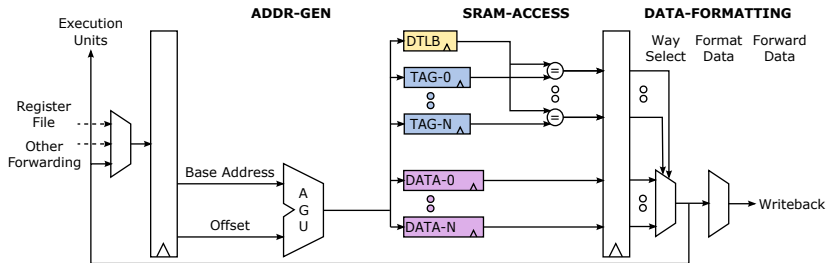 ADDR-GEN
SRAM-ACCESS
DATA-FORMATTING
Execution
Units
Way
Select
Format
Data
Forward
Data
DTLB
=
TAG-0
Register
File
Other
Forwarding
TAG-N
=
Base Address
DATA-0
A
G
U
Offset
DATA-N
Writeback